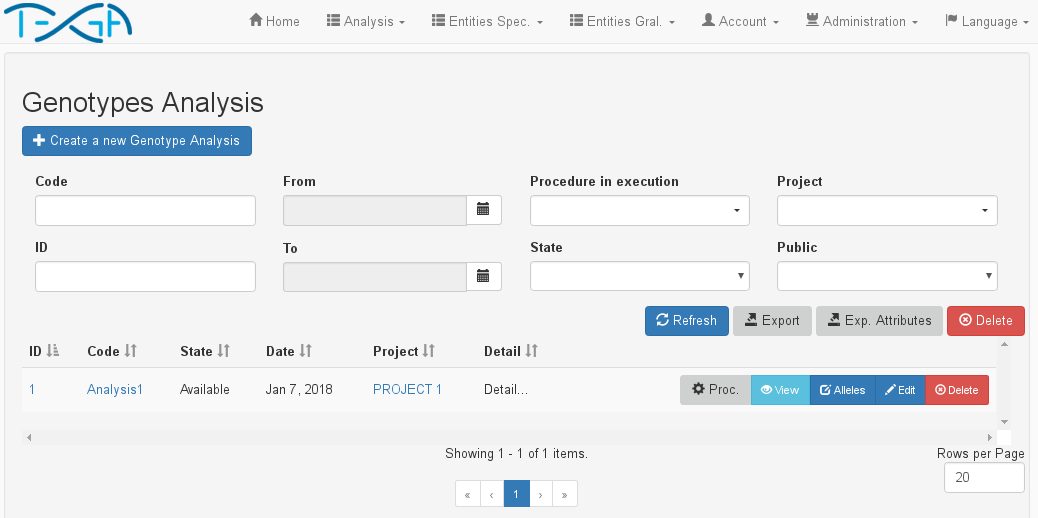 TEXGA
Home Analysis Entities Spec. Entities Gral. Account Administration Language
Genotypes Analysis
Create a new Genotype Analysis
Code From Procedure in execution Project
ID To State Public
Refresh Export Exp. Attributes Delete
ID Code State Date Project Detail
1 Analysis1 Available Jan 7, 2018 PROJECT 1 Detail... Proc. View Alleles Edit Delete
Showing 1 - 1 of 1 items. Rows per Page
20
« ‹ 1 › »